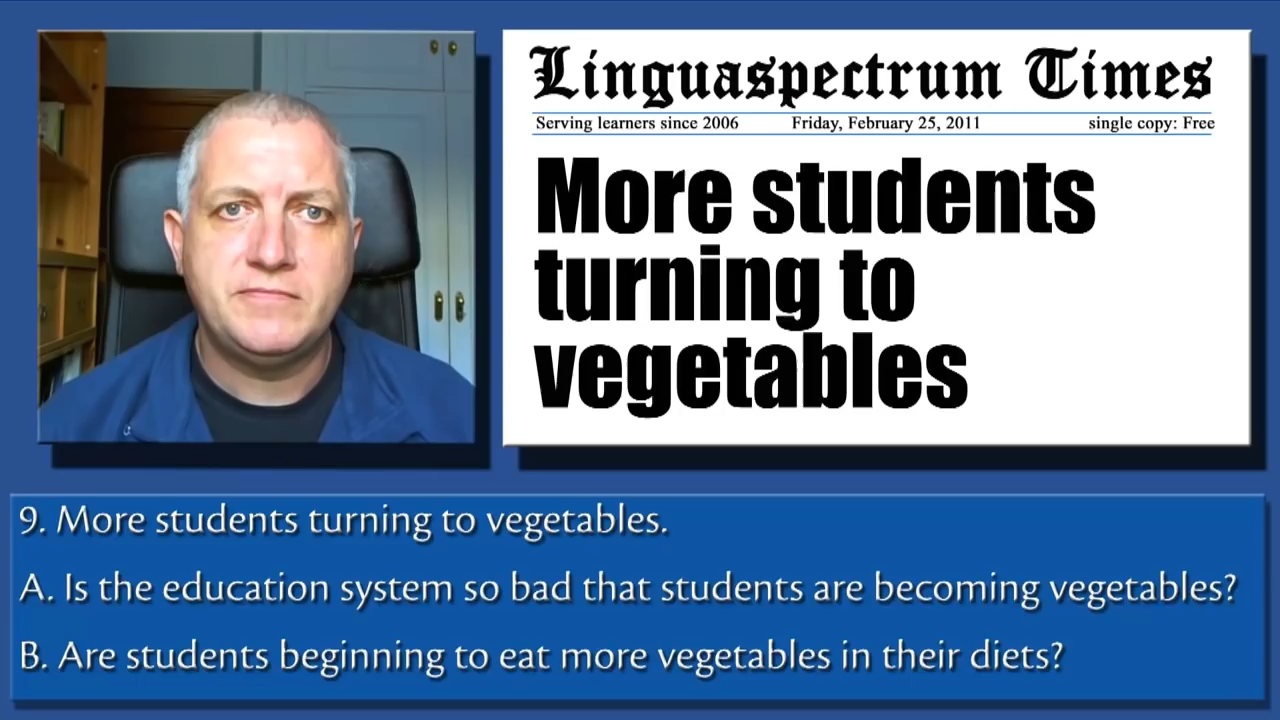 Linguaspectrum Times
Serving learners since 2006 Friday, February 25, 2011 single copy: Free
More students
turning to
vegetables
9. More students turning to vegetables.
A. Is the education system so bad that students are becoming vegetables?
B. Are students beginning to eat more vegetables in their diets?